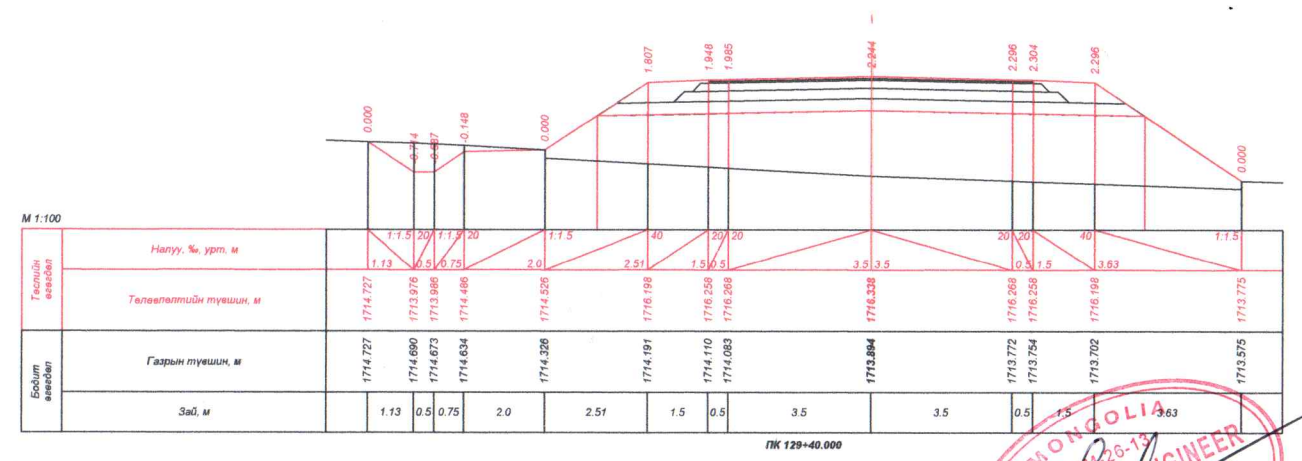 0.000 -0.714 -0.687 -0.148 0.000 1.807 1.948 1.985 2.244 2.296 2.304 2.296 0.000
М 1:100
Төслийн өгөгдөл
Налуу, ‰, урт, м
1:1.5 20 1:1.5 20 1:1.5 40 20 20 20 20 40 1:1.5
1.13 0.5 0.75 2.0 2.51 1.5 0.5 3.5 3.5 0.5 1.5 3.63
Төлөвлөлтийн түвшин, м
1714.727 1713.976 1713.986 1714.486 1714.526 1716.198 1716.258 1716.268 1716.338 1716.268 1716.258 1716.198 1713.775
Бодит өгөгдөл
Газрын түвшин, м
1714.727 1714.690 1714.673 1714.634 1714.326 1714.191 1714.110 1714.083 1713.894 1713.772 1713.754 1713.702 1713.575
Зай, м
1.13 0.5 0.75 2.0 2.51 1.5 0.5 3.5 3.5 0.5 1.5 3.63
ПК 129+40.000
MONGOLIA
26-13